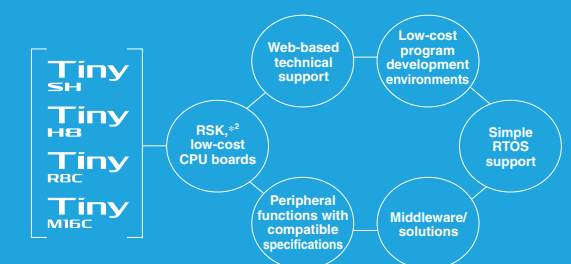 Tiny
SH
Tiny
H8
Tiny
R8C
Tiny
M16C
RSK,*2
low-cost
CPU boards
Web-based
technical
support
Low-cost
program
development
environments
Simple
RTOS
support
Middleware/
solutions
Peripheral
functions with
compatible
specifications